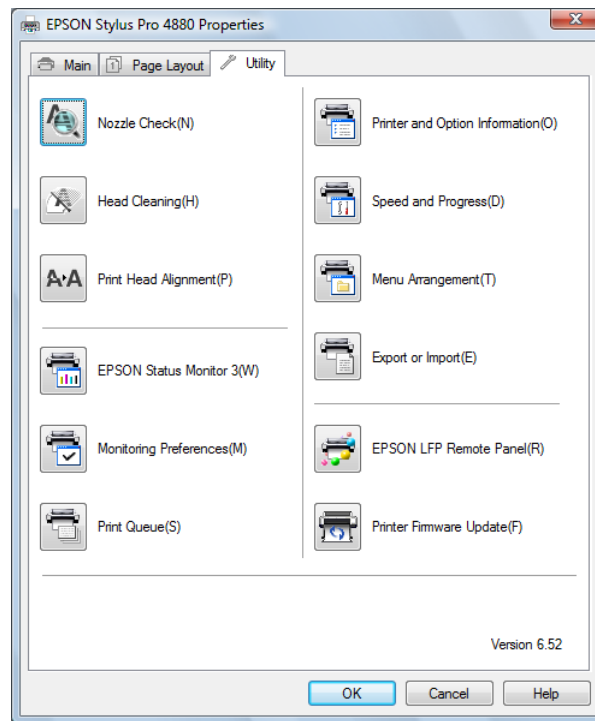 EPSON Stylus Pro 4880 Properties
Main
1
Page Layout
Utility
Nozzle Check(N)
Head Cleaning(H)
A›A
Print Head Alignment(P)
EPSON Status Monitor 3(W)
Monitoring Preferences(M)
Print Queue(S)
Printer and Option Information(O)
Speed and Progress(D)
Menu Arrangement(T)
Export or Import(E)
EPSON LFP Remote Panel(R)
Printer Firmware Update(F)
Version 6.52
OK
Cancel
Help